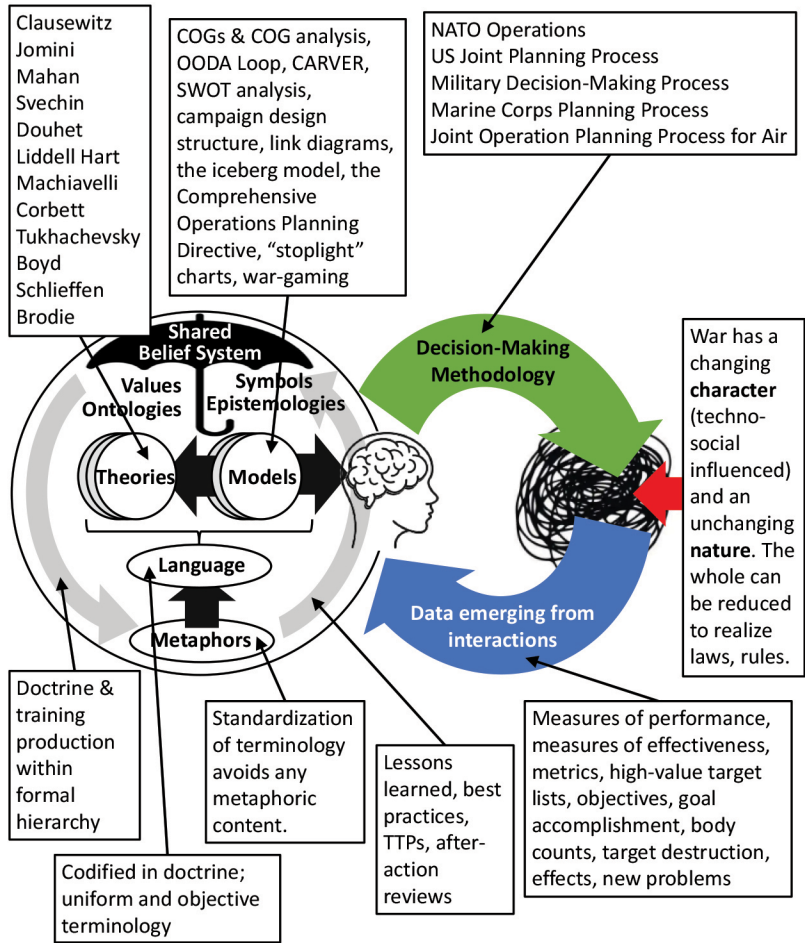 Clausewitz
Jomini
Mahan
Svechin
Douhet
Liddell Hart
Machiavelli
Corbett
Tukhachevsky
Boyd
Schlieffen
Brodie
COGs & COG analysis,
OODA Loop, CARVER,
SWOT analysis,
campaign design
structure, link diagrams,
the iceberg model, the
Comprehensive
Operations Planning
Directive, “stoplight”
charts, war-gaming
NATO Operations
US Joint Planning Process
Military Decision-Making Process
Marine Corps Planning Process
Joint Operation Planning Process for Air
Shared
Belief System
Values
Ontologies
Symbols
Epistemologies
Theories
Models
Language
Metaphors
Decision-Making
Methodology
Data emerging from
interactions
War has a
changing
character
(techno-
social
influenced)
and an
unchanging
nature. The
whole can
be reduced
to realize
laws, rules.
Doctrine &
training
production
within
formal
hierarchy
Codified in doctrine;
uniform and objective
terminology
Standardization
of terminology
avoids any
metaphoric
content.
Lessons
learned, best
practices,
TTPs, after-
action
reviews
Measures of performance,
measures of effectiveness,
metrics, high-value target
lists, objectives, goal
accomplishment, body
counts, target destruction,
effects, new problems